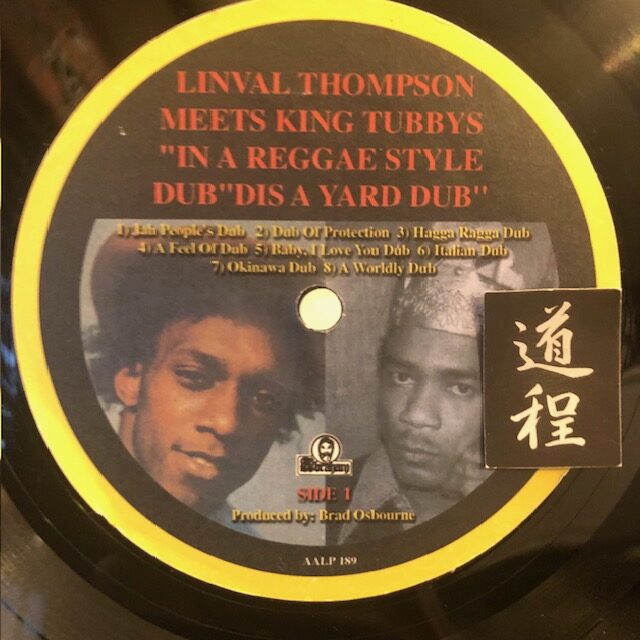 LINVAL THOMPSON
MEETS KING TUBBYS
"IN A REGGAE STYLE
DUB"DIS A YARD DUB"
1) Jah People's Dub 2) Dub Of Protection 3) Hagga Ragga Dub
4) A Feel Of Dub 5) Baby, I Love You Dub 6) Italian Dub
7) Okinawa Dub 8) A Worldly Dub
道程
SIDE 1
Produced by: Brad Osbourne
AALP 189